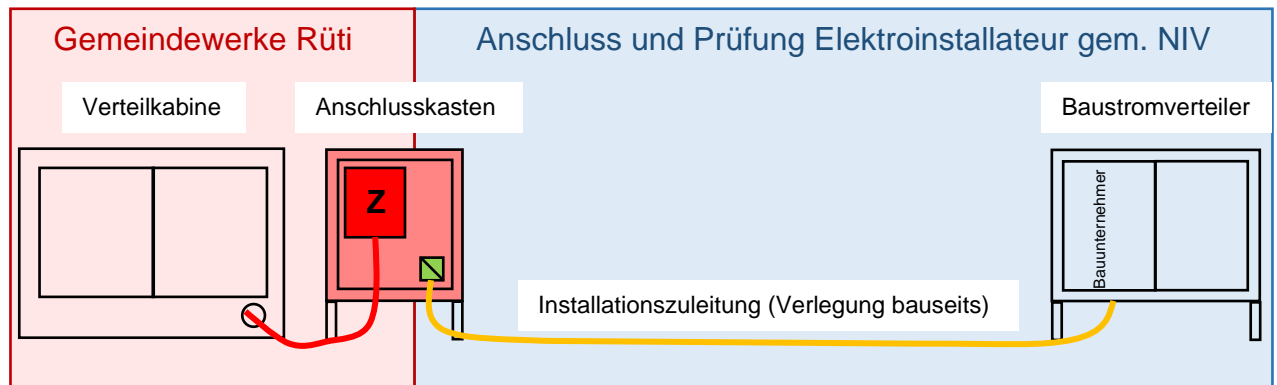 Gemeindewerke Rüti
Anschluss und Prüfung Elektroinstallateur gem. NIV
Verteilkabine
Anschlusskasten
Baustromverteiler
Z
Bauunternehmer
Installationszuleitung (Verlegung bauseits)